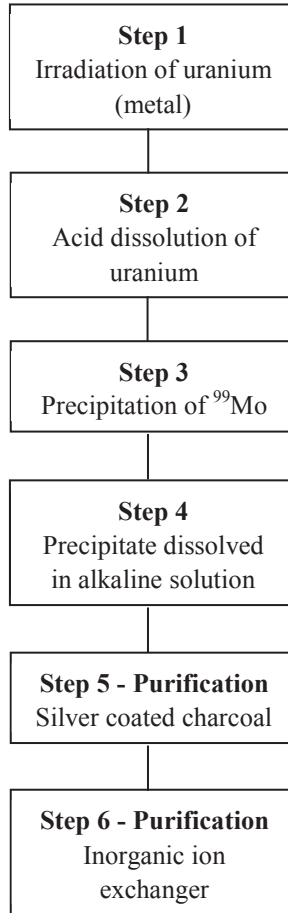 Step 1
Irradiation of uranium
(metal)
Step 2
Acid dissolution of
uranium
Step 3
Precipitation of ⁹⁹Mo
Step 4
Precipitate dissolved
in alkaline solution
Step 5 - Purification
Silver coated charcoal
Step 6 - Purification
Inorganic ion
exchanger